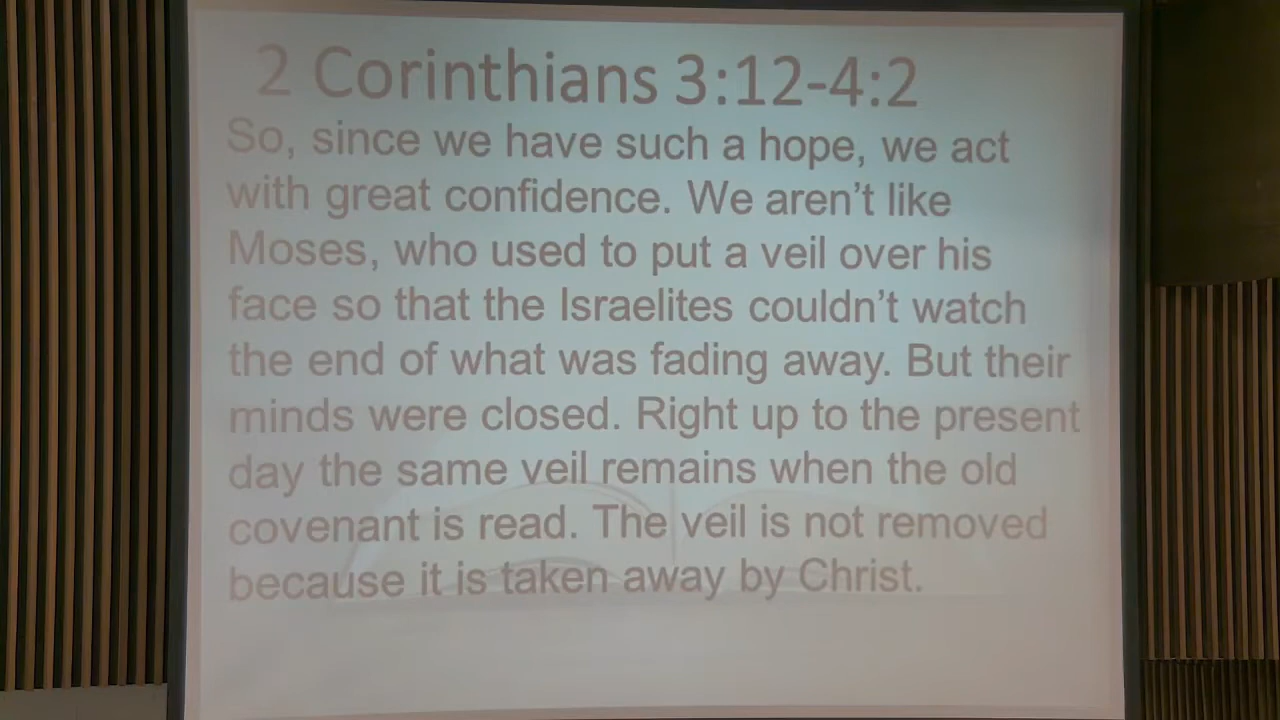 2 Corinthians 3:12-4:2
So, since we have such a hope, we act
with great confidence. We aren’t like
Moses, who used to put a veil over his
face so that the Israelites couldn’t watch
the end of what was fading away. But their
minds were closed. Right up to the present
day the same veil remains when the old
covenant is read. The veil is not removed
because it is taken away by Christ.